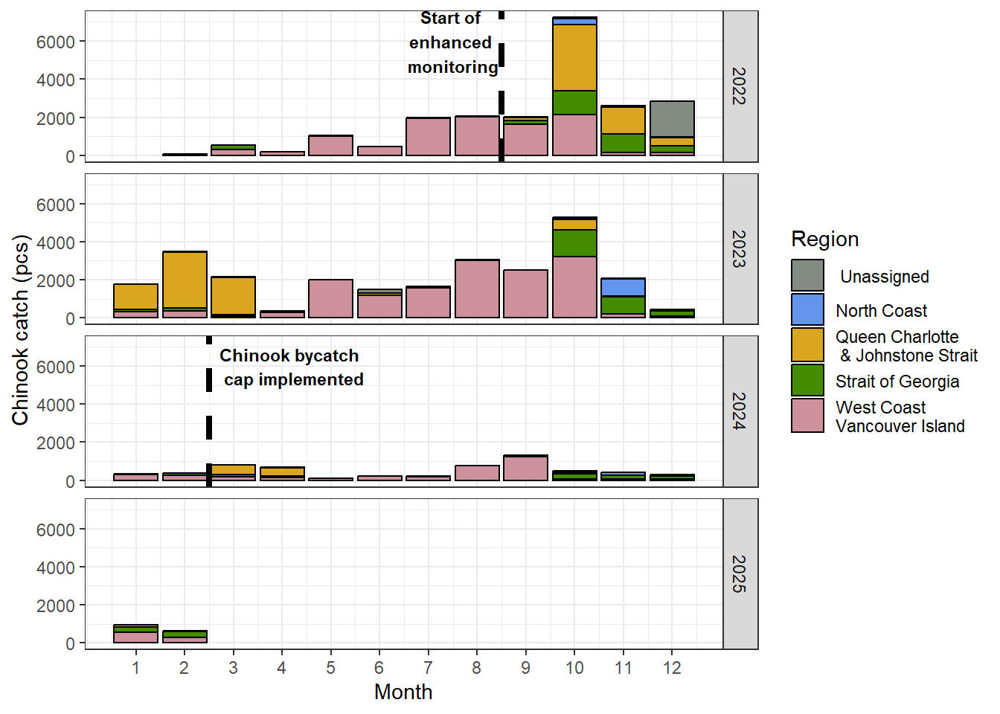 Start of
enhanced
monitoring
6000
4000
2000
0
2022
6000
4000
2000
0
2023
Chinook bycatch
cap implemented
6000
4000
2000
0
2024
6000
4000
2000
0
2025
1 2 3 4 5 6 7 8 9 10 11 12
Month
Chinook catch (pcs)
Region
Unassigned
North Coast
Queen Charlotte
& Johnstone Strait
Strait of Georgia
West Coast
Vancouver Island